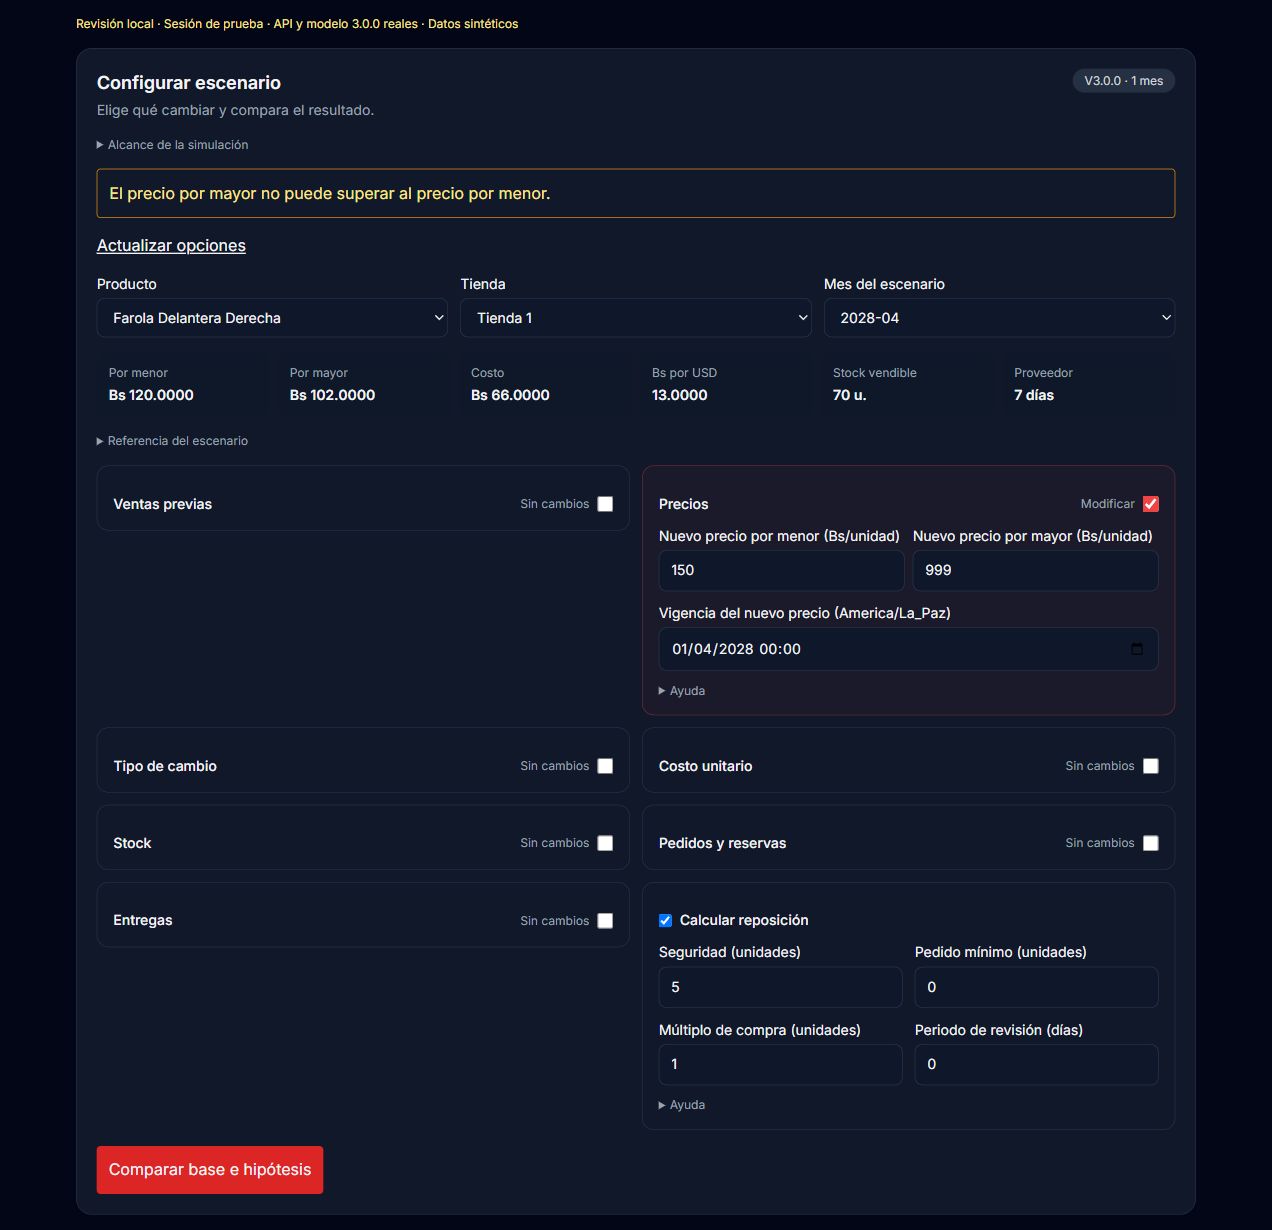 Revisión local · Sesión de prueba · API y modelo 3.0.0 reales · Datos sintéticos
Configurar escenario
V3.0.0 · 1 mes
Elige qué cambiar y compara el resultado.
Alcance de la simulación
El precio por mayor no puede superar al precio por menor.
Actualizar opciones
Producto
Tienda
Mes del escenario
Farola Delantera Derecha
Tienda 1
2028-04
Por menor
Por mayor
Costo
Bs por USD
Stock vendible
Proveedor
Bs 120.0000
Bs 102.0000
Bs 66.0000
13.0000
70 u.
7 días
Referencia del escenario
Ventas previas
Sin cambios
Precios
Modificar
Nuevo precio por menor (Bs/unidad)
Nuevo precio por mayor (Bs/unidad)
150
999
Vigencia del nuevo precio (America/La_Paz)
01/04/2028 00:00
Ayuda
Tipo de cambio
Sin cambios
Costo unitario
Sin cambios
Stock
Sin cambios
Pedidos y reservas
Sin cambios
Entregas
Sin cambios
Calcular reposición
Seguridad (unidades)
Pedido mínimo (unidades)
5
0
Múltiplo de compra (unidades)
Periodo de revisión (días)
1
0
Ayuda
Comparar base e hipótesis